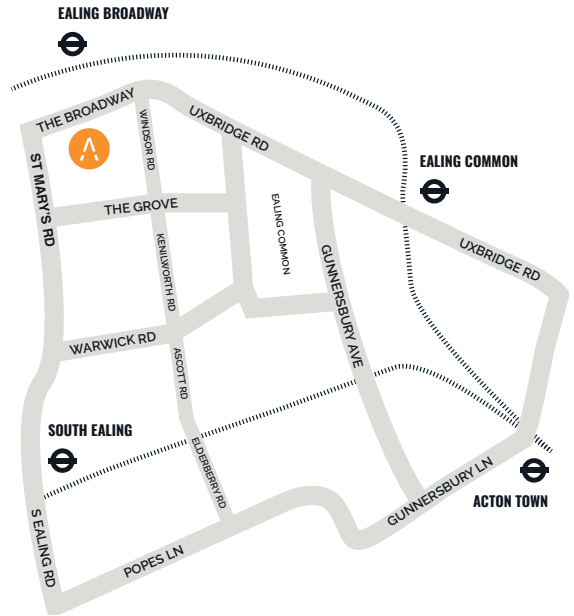 EALING BROADWAY
THE BROADWAY
WINDSOR RD
UXBRIDGE RD
ST MARY'S RD
EALING COMMON
THE GROVE
EALING COMMON
UXBRIDGE RD
KENILWORTH RD
GUNNERSBURY AVE
WARWICK RD
ASCOTT RD
SOUTH EALING
ELDERBERRY RD
GUNNERSBURY LN
ACTON TOWN
S EALING RD
POPES LN